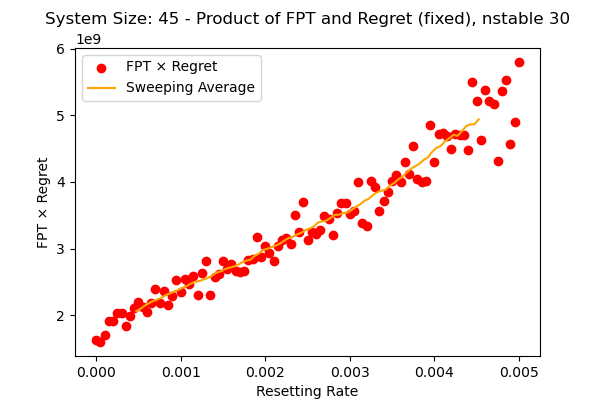 System Size: 45 - Product of FPT and Regret (fixed), nstable 30
1e9
FPT × Regret
Sweeping Average
6
5
4
3
2
FPT × Regret
0.000
0.001
0.002
0.003
0.004
0.005
Resetting Rate